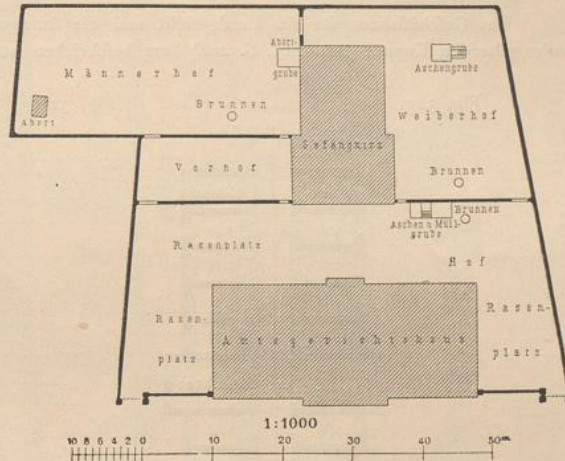 Abort-
grube
Männerhof
Aschengrube
Brunnen
Abort
Weiberhof
Gefängniss
Vorhof
Brunnen
Brunnen
Aschen u Müll-
grube
Rasenplatz
Hof
Rasen-
platz
Amtsgerichtshaus
Rasen-
platz
1:1000
10 8 6 4 2 0 10 20 30 40 50m